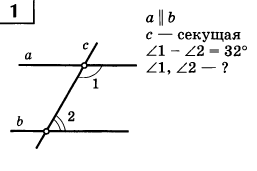 1
a ∥ b
c — секущая
∠1 − ∠2 = 32°
∠1, ∠2 — ?
c
a
1
2
b